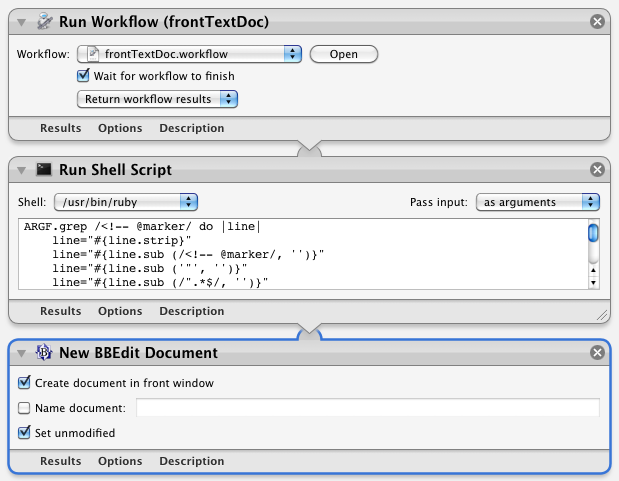 Run Workflow (frontTextDoc)
Workflow: frontTextDoc.workflow Open
Wait for workflow to finish
Return workflow results
Results Options Description
Run Shell Script
Shell: /usr/bin/ruby Pass input: as arguments
ARGF.grep /<!-- @marker/ do |line|
    line="#{line.strip}"
    line="#{line.sub (/<!-- @marker/, '')}"
    line="#{line.sub ('"', '')}"
    line="#{line.sub (/".*$/, '')}"
Results Options Description
New BBEdit Document
Create document in front window
Name document:
Set unmodified
Results Options Description